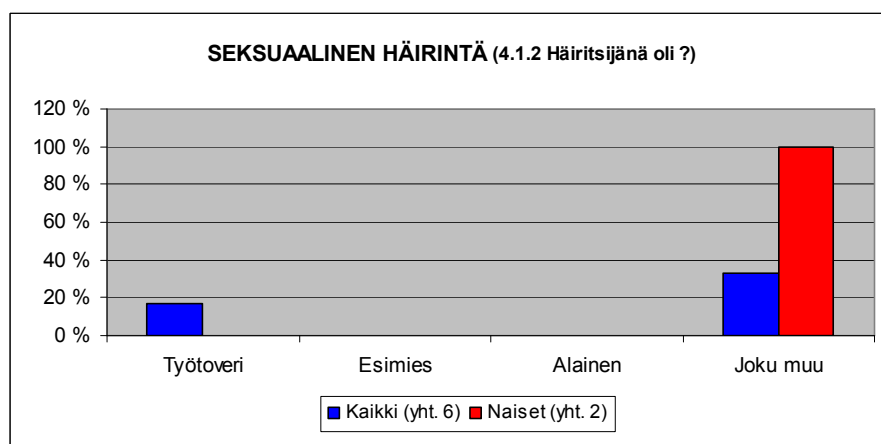 SEKSUAALINEN HÄIRINTÄ (4.1.2 Häiritsijänä oli ?)
120 %
100 %
80 %
60 %
40 %
20 %
0 %
Työtoveri Esimies Alainen Joku muu
Kaikki (yht. 6) Naiset (yht. 2)